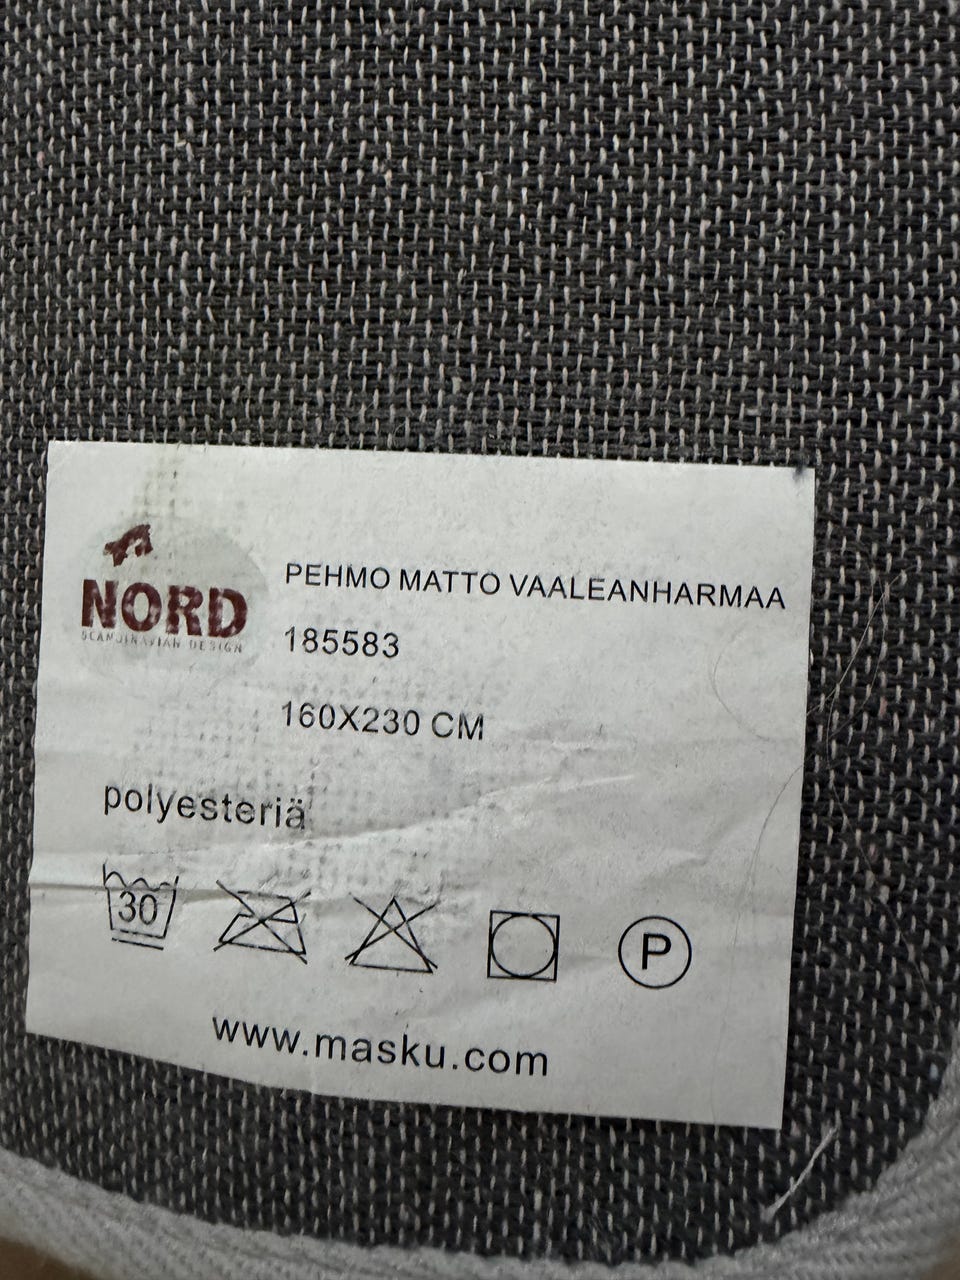 NORD
SCANDINAVIAN DESIGN
PEHMO MATTO VAALEANHARMAA
185583
160X230 CM
polyesteriä
30
P
www.masku.com